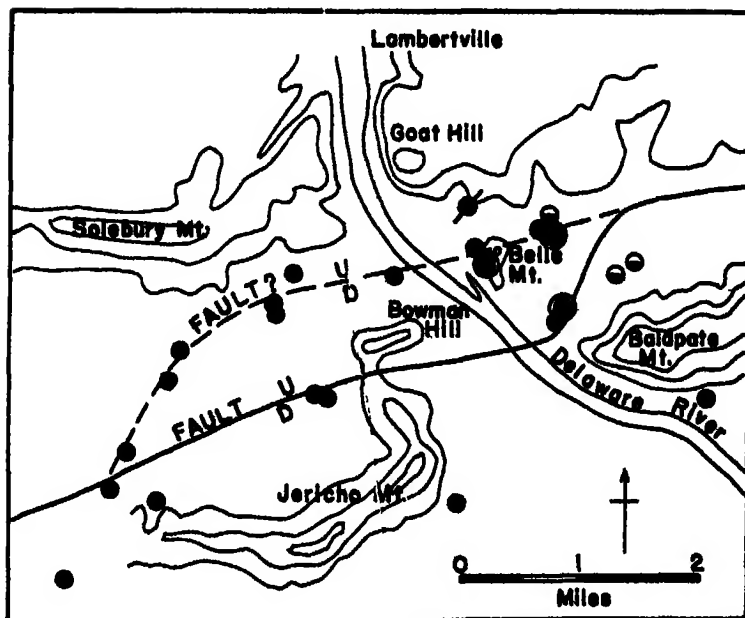 Lambertville
Goat Hill
Solebury Mt.
Belle
Mt.
FAULT?
U
D
Bowman
Hill
Baldpate
Mt.
Delaware River
FAULT
U
D
Jericho Mt.
0 1 2
Miles